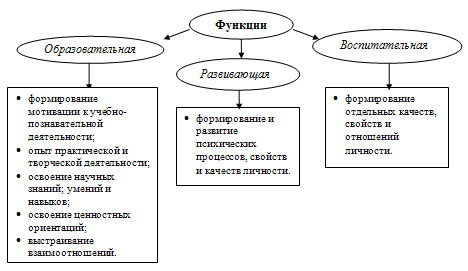 Функции
Образовательная
Развивающая
Воспитательная
• формирование
мотивации к учебно-
познавательной
деятельности;
• опыт практической и
творческой деятельности;
• освоение научных
знаний; умений и
навыков;
• освоение ценностных
ориентаций;
• выстраивание
взаимоотношений.
• формирование и
развитие
психических
процессов, свойств
и качеств личности.
• формирование
отдельных качеств,
свойств и
отношений
личности.